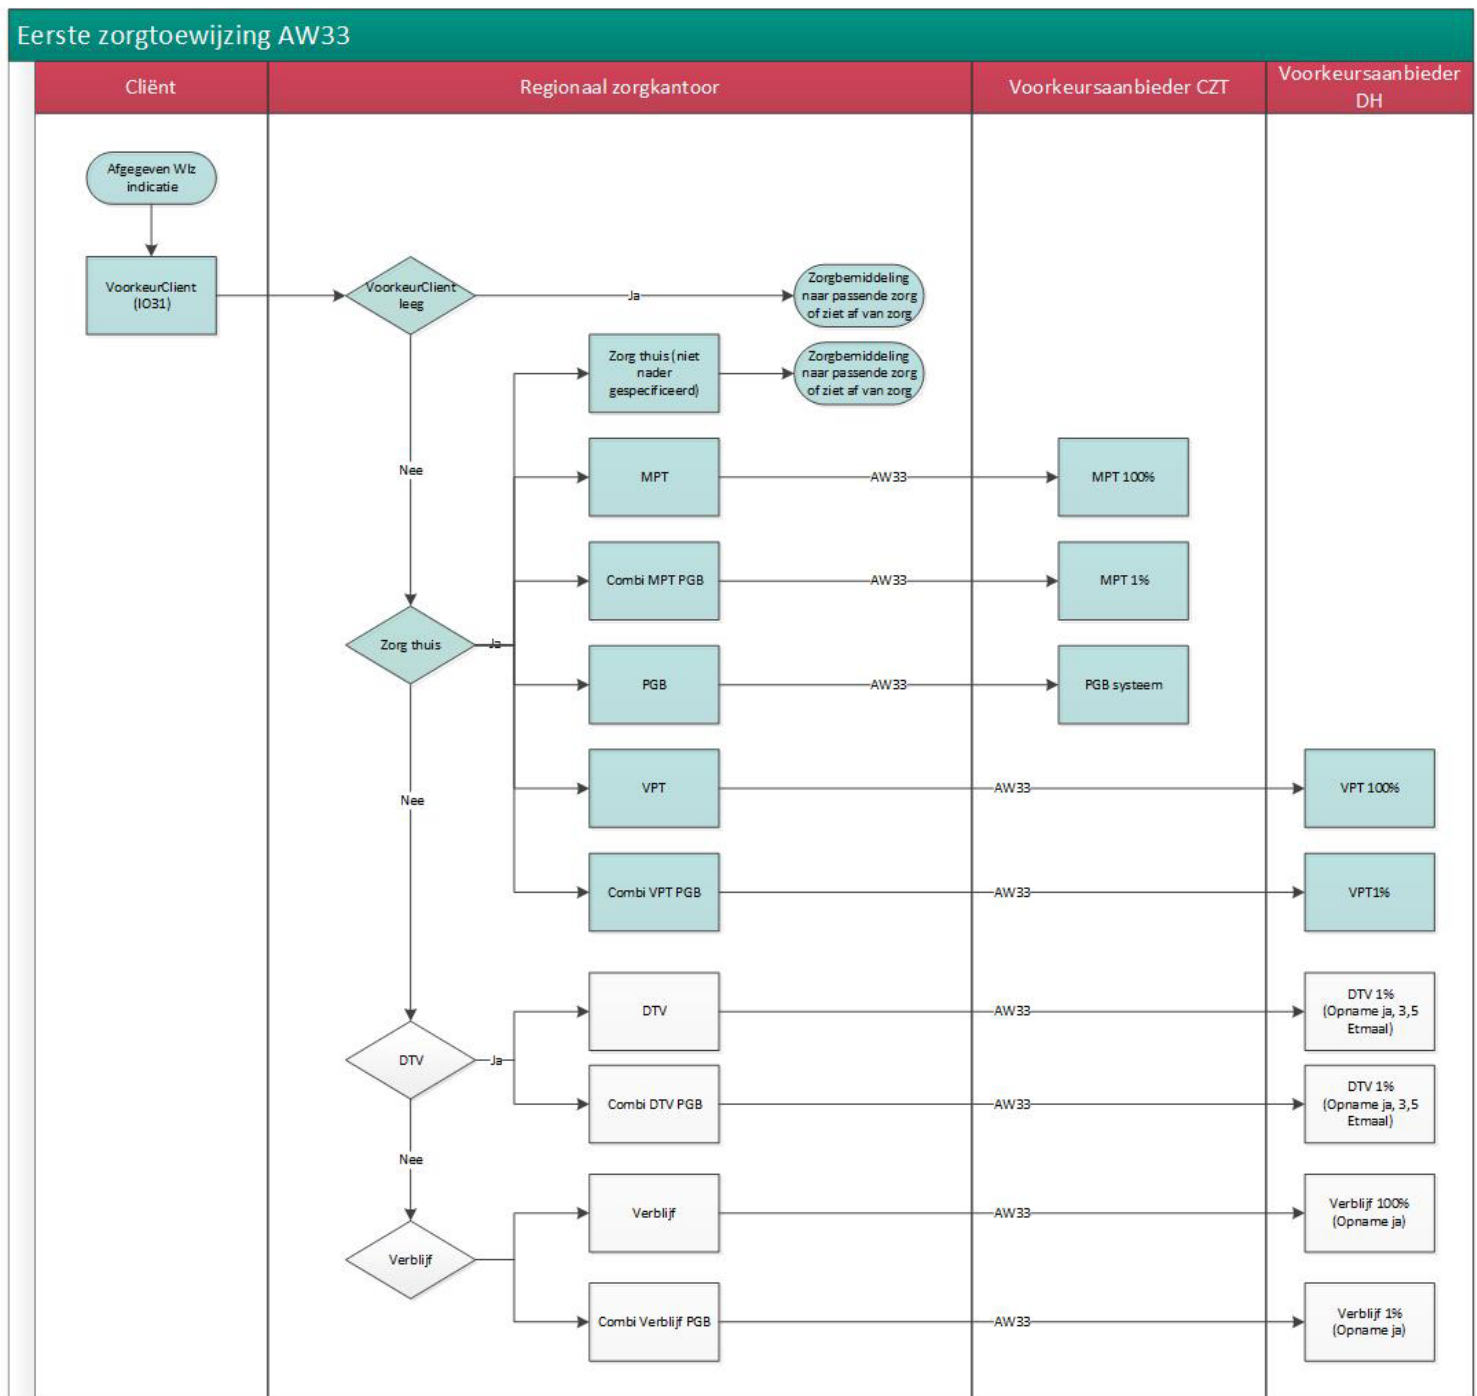 Eerste zorgtoewijzing AW33
Cliënt
Regionaal zorgkantoor
Voorkeursaanbieder CZT
Voorkeursaanbieder
DH
Afgegeven Wlz
indicatie
VoorkeurClient
(IO31)
VoorkeurClient
leeg
Ja
Zorgbemiddeling
naar passende zorg
of ziet af van zorg
Zorg thuis (niet
nader
gespecificeerd)
Zorgbemiddeling
naar passende zorg
of ziet af van zorg
Nee
MPT
AW33
MPT 100%
Combi MPT PGB
AW33
MPT 1%
Zorg thuis
Ja
PGB
AW33
PGB systeem
VPT
AW33
VPT 100%
Nee
Combi VPT PGB
AW33
VPT1%
DTV
AW33
DTV 1%
(Opname ja, 3,5
Etmaal)
DTV
Ja
Combi DTV PGB
AW33
DTV 1%
(Opname ja, 3,5
Etmaal)
Nee
Verblijf
AW33
Verblijf 100%
(Opname ja)
Verblijf
Combi Verblijf PGB
AW33
Verblijf 1%
(Opname ja)